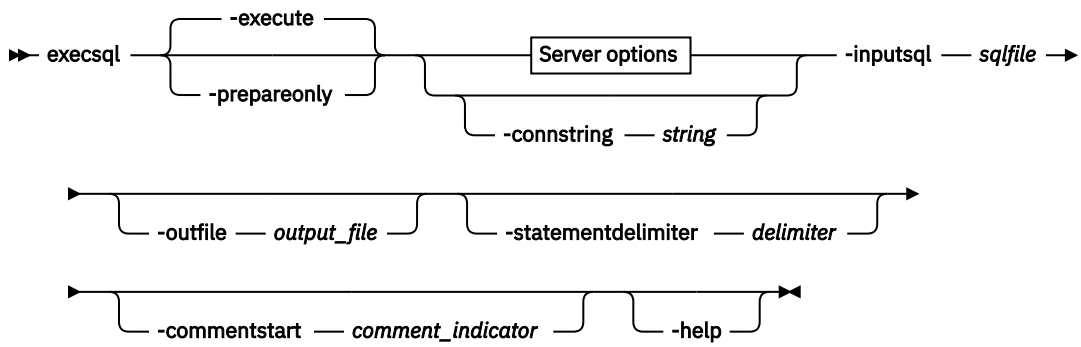 -execute
execsql Server options -inputsql sqlfile
-prepareonly
-connstring string
-outfile output_file -statementdelimiter delimiter
-commentstart comment_indicator -help